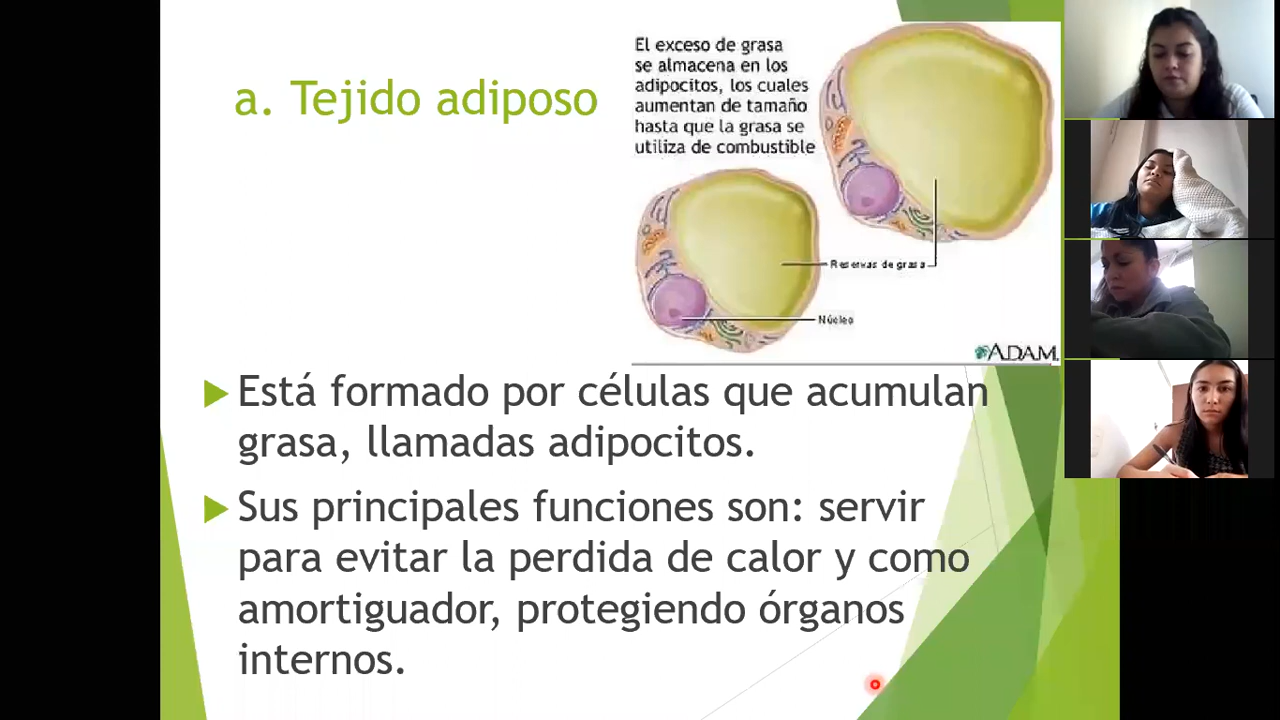 a. Tejido adiposo
El exceso de grasa
se almacena en los
adipocitos, los cuales
aumentan de tamaño
hasta que la grasa se
utiliza de combustible
Reservas de grasa
Núcleo
ADAM.
Está formado por células que acumulan
grasa, llamadas adipocitos.
Sus principales funciones son: servir
para evitar la perdida de calor y como
amortiguador, protegiendo órganos
internos.